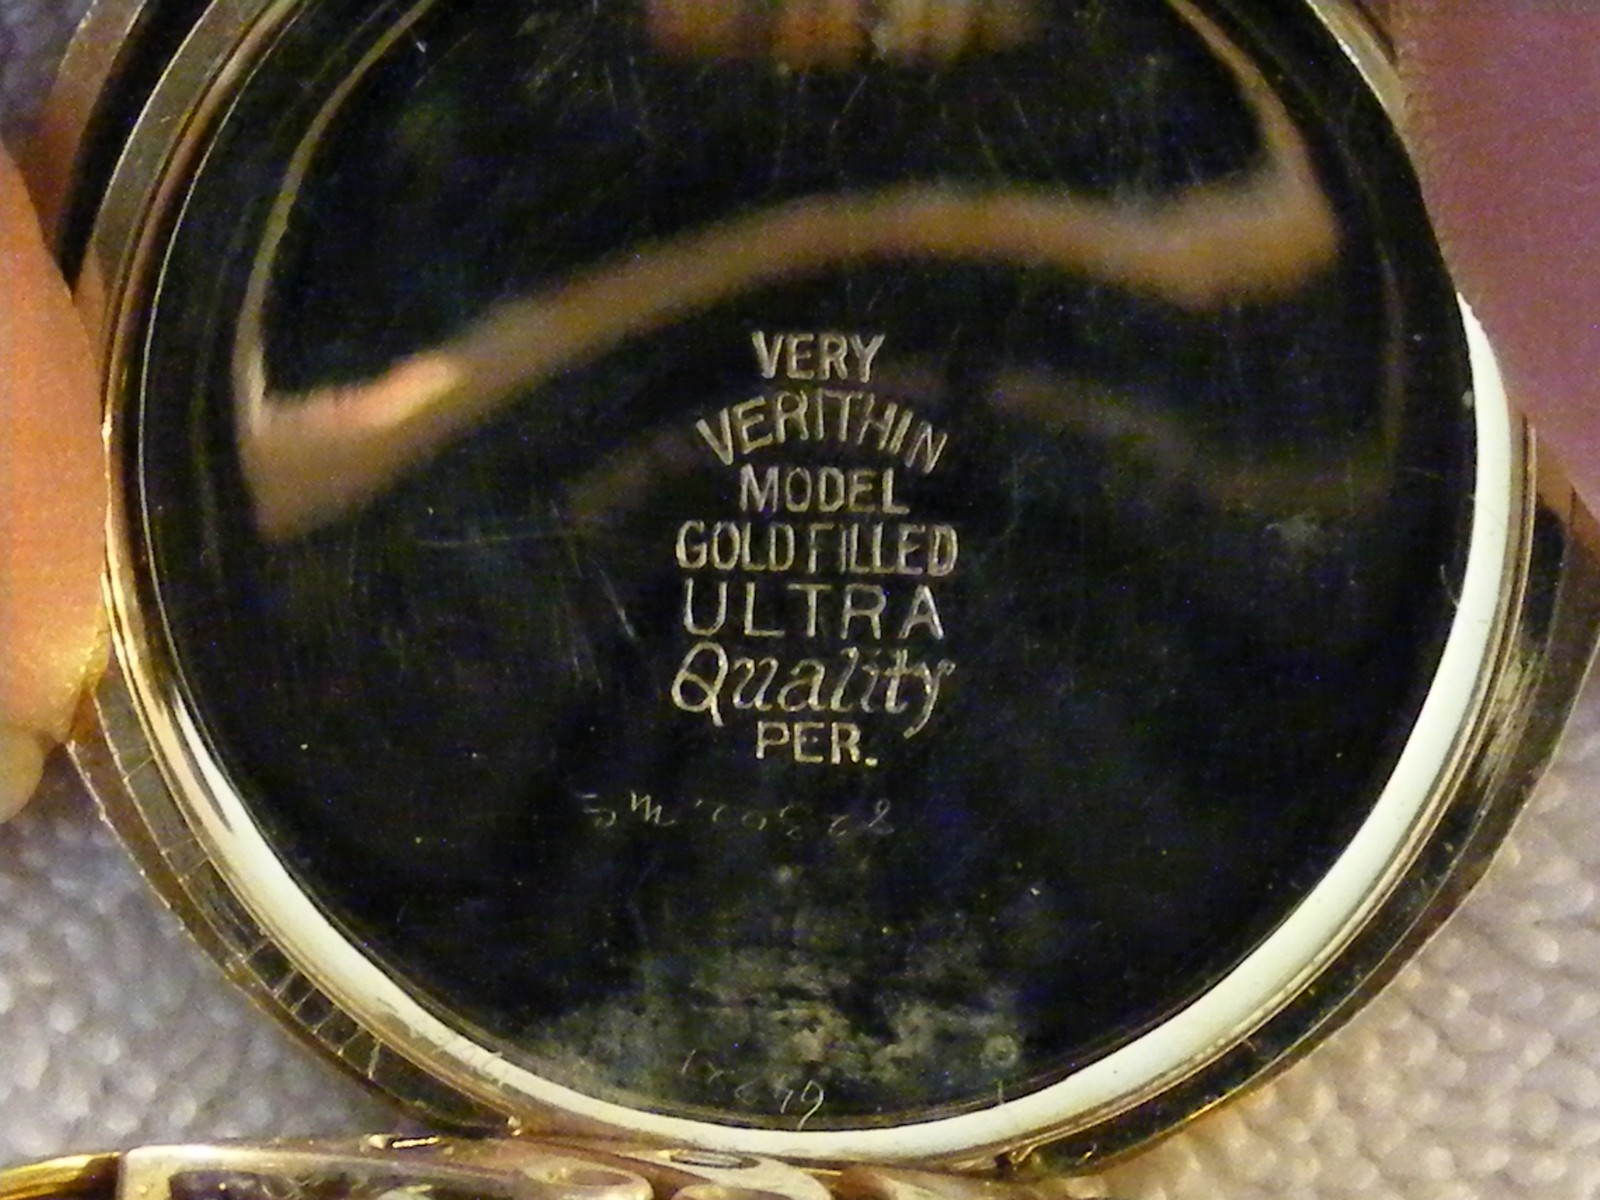 VERY
VERITHIN
MODEL
GOLD FILLED
ULTRA
Quality
PER.